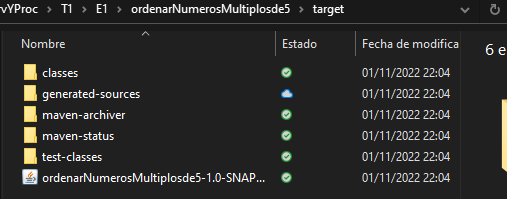 rvYProc > T1 > E1 > ordenarNumerosMultiplosde5 > target
Nombre Estado Fecha de modifica
6 e
classes 01/11/2022 22:04
generated-sources 01/11/2022 22:04
maven-archiver 01/11/2022 22:04
maven-status 01/11/2022 22:04
test-classes 01/11/2022 22:04
ordenarNumerosMultiplosde5-1.0-SNAP... 01/11/2022 22:04